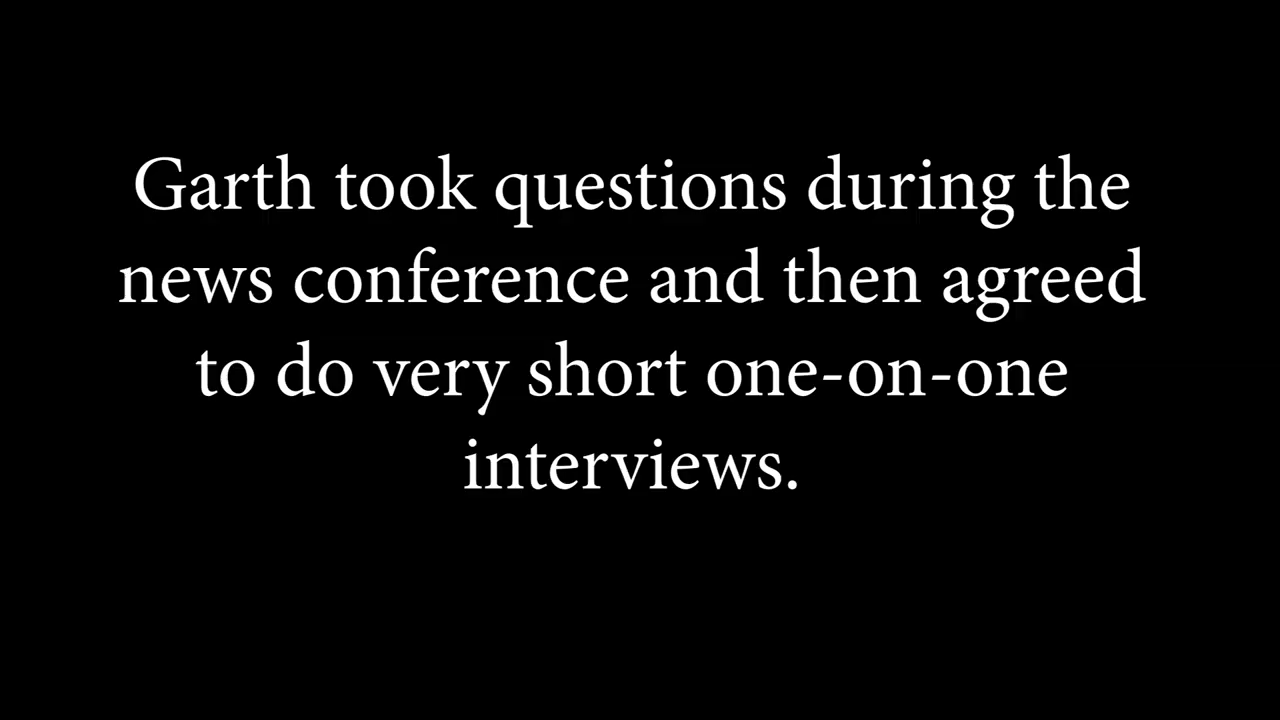 Garth took questions during the
news conference and then agreed
to do very short one-on-one
interviews.